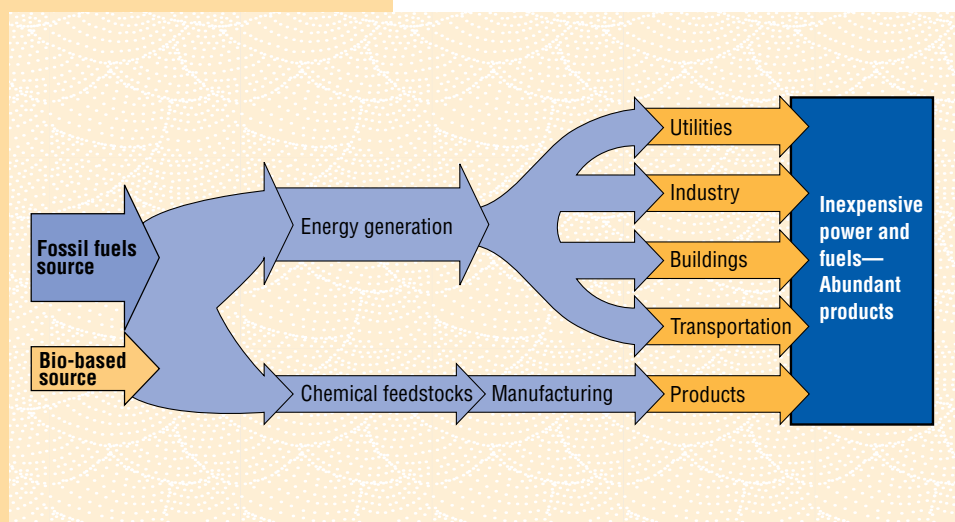 Fossil fuels
source
Bio-based
source
Energy generation
Chemical feedstocks
Manufacturing
Utilities
Industry
Buildings
Transportation
Products
Inexpensive
power and
fuels—
Abundant
products